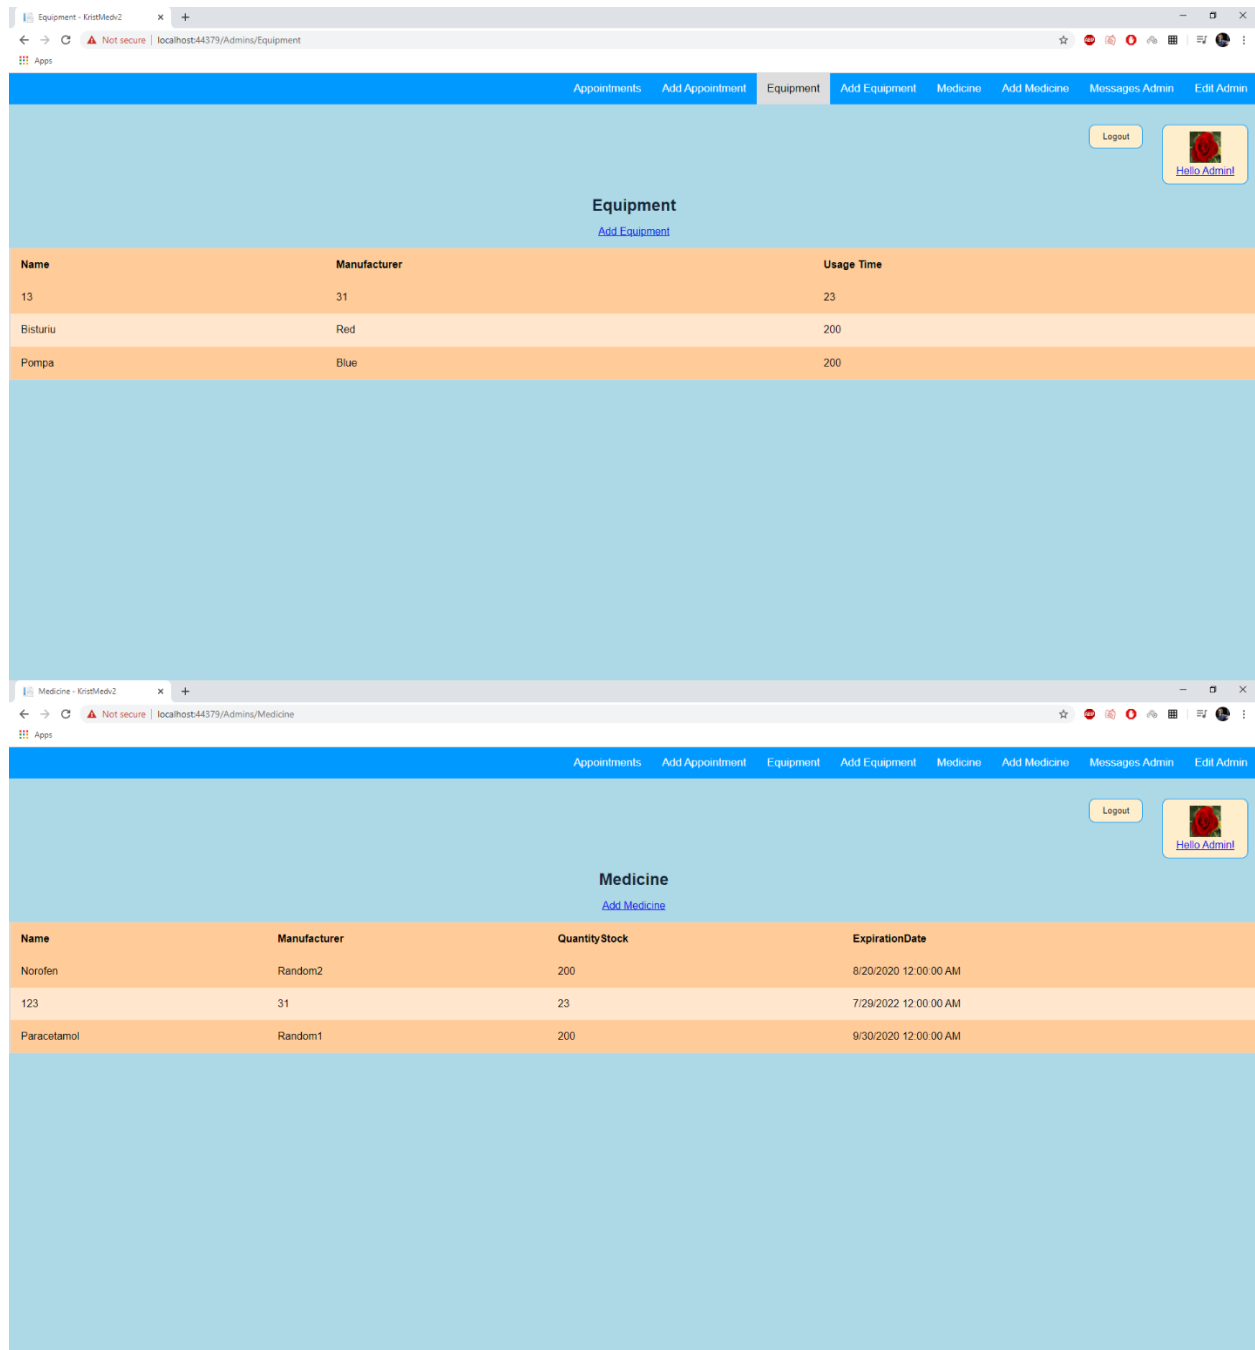 Equipment - KristMedv2
Not secure | localhost:44379/Admins/Equipment
Apps
Appointments Add Appointment Equipment Add Equipment Medicine Add Medicine Messages Admin Edit Admin
Logout
Hello Admin!
Equipment
Add Equipment
Name Manufacturer Usage Time
13 31 23
Bisturiu Red 200
Pompa Blue 200
Medicine - KristMedv2
Not secure | localhost:44379/Admins/Medicine
Apps
Appointments Add Appointment Equipment Add Equipment Medicine Add Medicine Messages Admin Edit Admin
Logout
Hello Admin!
Medicine
Add Medicine
Name Manufacturer QuantityStock ExpirationDate
Norofen Random2 200 8/20/2020 12:00:00 AM
123 31 23 7/29/2022 12:00:00 AM
Paracetamol Random1 200 9/30/2020 12:00:00 AM